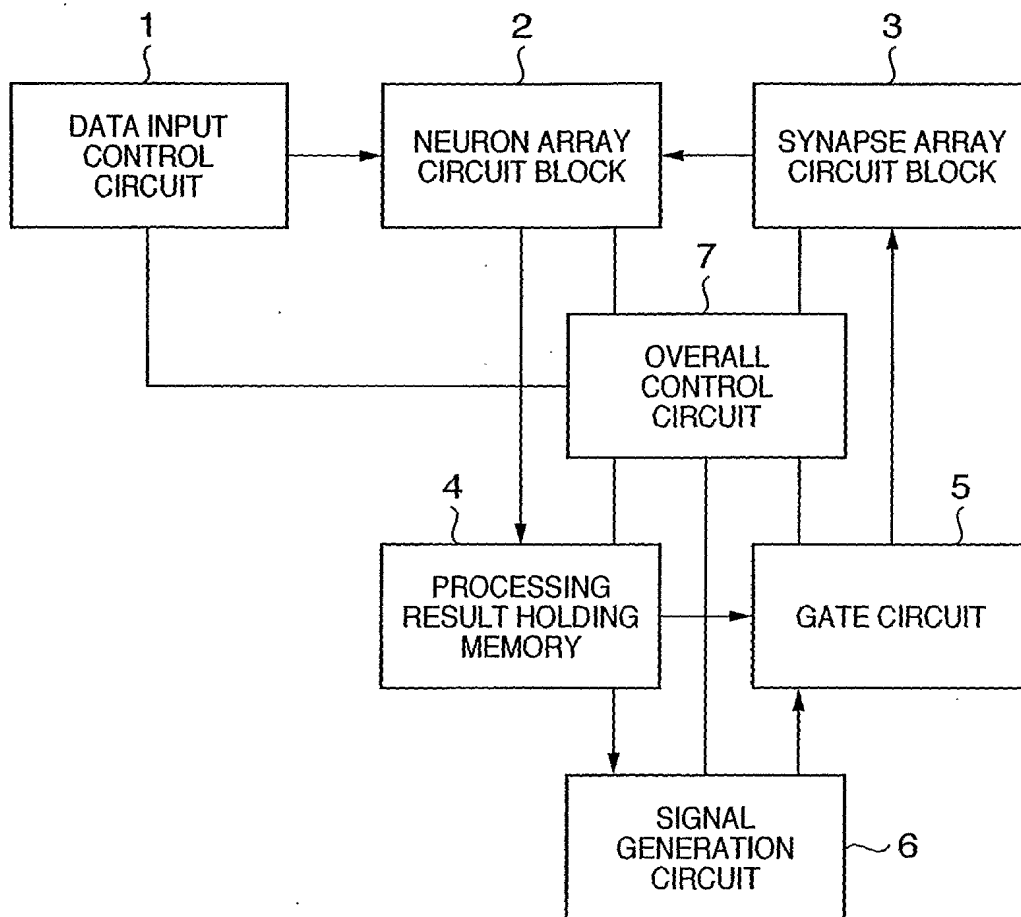 1
2
3
DATA INPUT
CONTROL
CIRCUIT
NEURON ARRAY
CIRCUIT BLOCK
SYNAPSE ARRAY
CIRCUIT BLOCK
7
OVERALL
CONTROL
CIRCUIT
4
5
PROCESSING
RESULT HOLDING
MEMORY
GATE CIRCUIT
SIGNAL
GENERATION
CIRCUIT
6